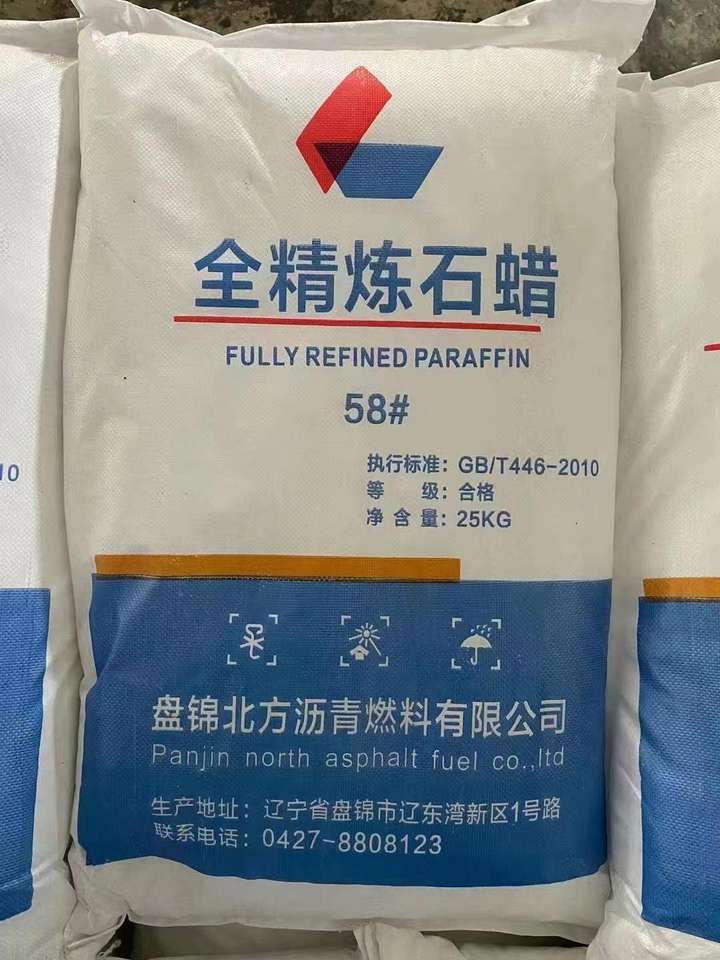 全精炼石蜡
FULLY REFINED PARAFFIN
58#
执行标准：GB/T446-2010
等 级：合格
净含量：25KG
盘锦北方沥青燃料有限公司
Panjin north asphalt fuel co.,ltd
生产地址：辽宁省盘锦市辽东湾新区1号路
联系电话：0427-8808123
10